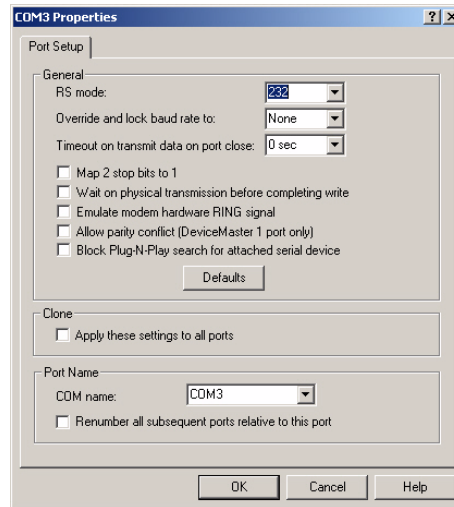 COM3 Properties
Port Setup
General
RS mode: 232
Override and lock baud rate to: None
Timeout on transmit data on port close: 0 sec
Map 2 stop bits to 1
Wait on physical transmission before completing write
Emulate modem hardware RING signal
Allow parity conflict (DeviceMaster 1 port only)
Block Plug-N-Play search for attached serial device
Defaults
Clone
Apply these settings to all ports
Port Name
COM name: COM3
Renumber all subsequent ports relative to this port
OK Cancel Help